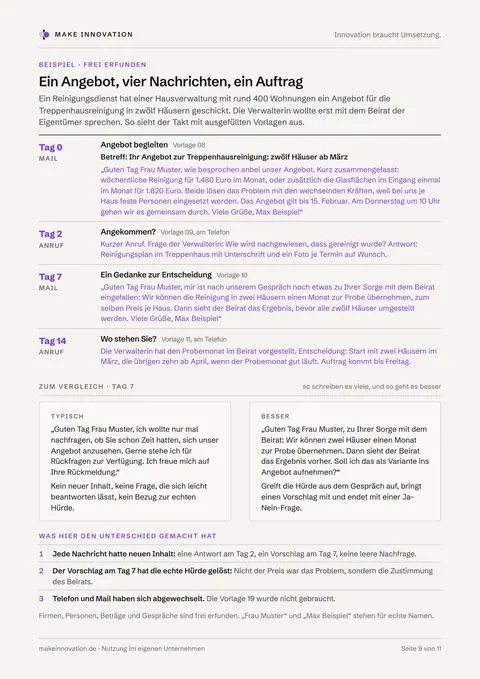 MAKE INNOVATION
Innovation braucht Umsetzung.
BEISPIEL · FREI ERFUNDEN
Ein Angebot, vier Nachrichten, ein Auftrag
Ein Reinigungsdienst hat einer Hausverwaltung mit rund 400 Wohnungen ein Angebot für die
Treppenhausreinigung in zwölf Häusern geschickt. Die Verwalterin wollte erst mit dem Beirat der
Eigentümer sprechen. So sieht der Takt mit ausgefüllten Vorlagen aus.
Tag 0
MAIL
Angebot begleiten Vorlage 08
Betreff: Ihr Angebot zur Treppenhausreinigung: zwölf Häuser ab März
„Guten Tag Frau Muster, wie besprochen anbei unser Angebot. Kurz zusammengefasst:
wöchentliche Reinigung für 1.480 Euro im Monat, oder zusätzlich die Glasflächen im Eingang einmal
im Monat für 1.620 Euro. Beide lösen das Problem mit den wechselnden Kräften, weil bei uns je
Haus feste Personen eingesetzt werden. Das Angebot gilt bis 15. Februar. Am Donnerstag um 10 Uhr
gehen wir es gemeinsam durch. Viele Grüße, Max Beispiel“
Tag 2
ANRUF
Angekommen? Vorlage 09, am Telefon
Kurzer Anruf. Frage der Verwalterin: Wie wird nachgewiesen, dass gereinigt wurde? Antwort:
Reinigungsplan im Treppenhaus mit Unterschrift und ein Foto je Termin auf Wunsch.
Tag 7
MAIL
Ein Gedanke zur Entscheidung Vorlage 10
„Guten Tag Frau Muster, mir ist nach unserem Gespräch noch etwas zu Ihrer Sorge mit dem Beirat
eingefallen: Wir können die Reinigung in zwei Häusern einen Monat zur Probe übernehmen, zum
selben Preis je Haus. Dann sieht der Beirat das Ergebnis, bevor alle zwölf Häuser umgestellt
werden. Viele Grüße, Max Beispiel“
Tag 14
ANRUF
Wo stehen Sie? Vorlage 11, am Telefon
Die Verwalterin hat den Probemonat im Beirat vorgestellt. Entscheidung: Start mit zwei Häusern im
März, die übrigen zehn ab April, wenn der Probemonat gut läuft. Auftrag kommt bis Freitag.
ZUM VERGLEICH · TAG 7
so schreiben es viele, und so geht es besser
TYPISCH
„Guten Tag Frau Muster, ich wollte nur mal
nachfragen, ob Sie schon Zeit hatten, sich unser
Angebot anzusehen. Gerne stehe ich für
Rückfragen zur Verfügung. Ich freue mich auf
Ihre Rückmeldung.“
Kein neuer Inhalt, keine Frage, die sich leicht
beantworten lässt, kein Bezug zur echten
Hürde.
BESSER
„Guten Tag Frau Muster, zu Ihrer Sorge mit dem
Beirat: Wir können zwei Häuser einen Monat
zur Probe übernehmen. Dann sieht der Beirat
das Ergebnis vorher. Soll ich das als Variante ins
Angebot aufnehmen?“
Greift die Hürde aus dem Gespräch auf, bringt
einen Vorschlag mit und endet mit einer Ja-
Nein-Frage.
WAS HIER DEN UNTERSCHIED GEMACHT HAT
1 Jede Nachricht hatte neuen Inhalt: eine Antwort am Tag 2, ein Vorschlag am Tag 7, keine leere Nachfrage.
2 Der Vorschlag am Tag 7 hat die echte Hürde gelöst: Nicht der Preis war das Problem, sondern die Zustimmung
des Beirats.
3 Telefon und Mail haben sich abgewechselt. Die Vorlage 19 wurde nicht gebraucht.
Firmen, Personen, Beträge und Gespräche sind frei erfunden. „Frau Muster“ und „Max Beispiel“ stehen für echte Namen.
makeinnovation.de · Nutzung im eigenen Unternehmen
Seite 9 von 11